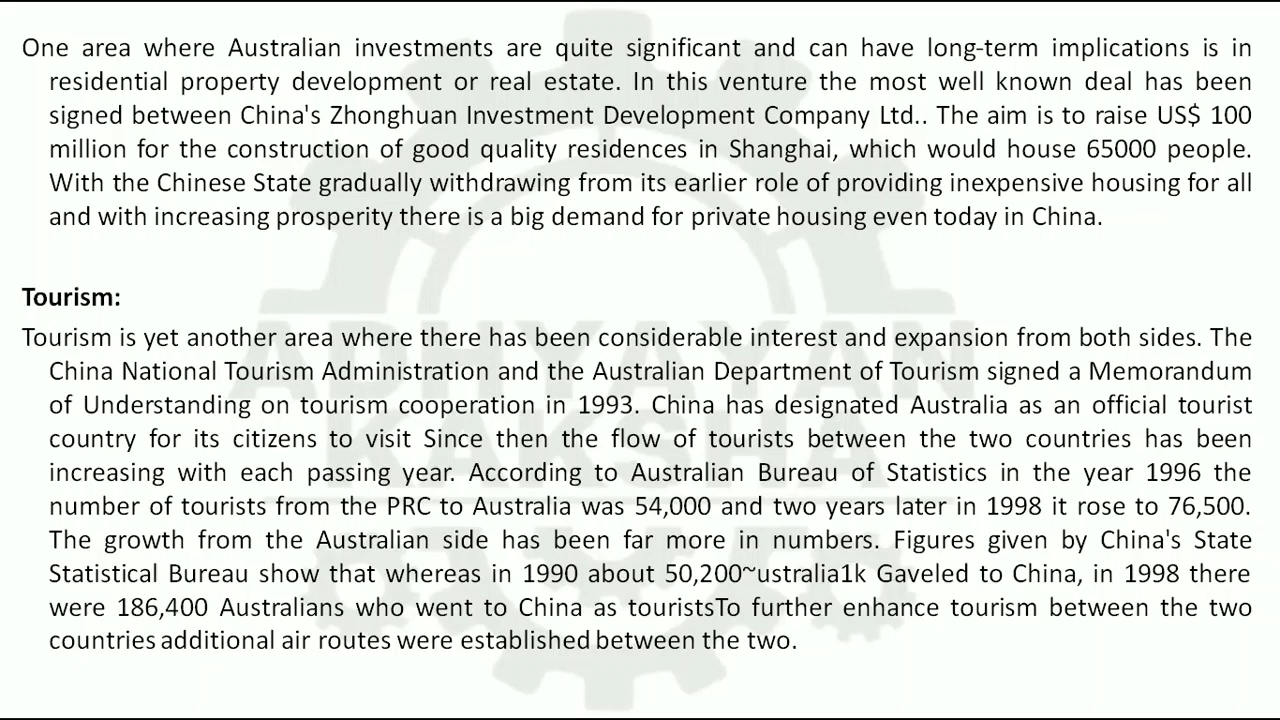 One area where Australian investments are quite significant and can have long-term implications is in
residential property development or real estate. In this venture the most well known deal has been
signed between China's Zhonghuan Investment Development Company Ltd.. The aim is to raise US$ 100
million for the construction of good quality residences in Shanghai, which would house 65000 people.
With the Chinese State gradually withdrawing from its earlier role of providing inexpensive housing for all
and with increasing prosperity there is a big demand for private housing even today in China.
Tourism:
Tourism is yet another area where there has been considerable interest and expansion from both sides. The
China National Tourism Administration and the Australian Department of Tourism signed a Memorandum
of Understanding on tourism cooperation in 1993. China has designated Australia as an official tourist
country for its citizens to visit Since then the flow of tourists between the two countries has been
increasing with each passing year. According to Australian Bureau of Statistics in the year 1996 the
number of tourists from the PRC to Australia was 54,000 and two years later in 1998 it rose to 76,500.
The growth from the Australian side has been far more in numbers. Figures given by China's State
Statistical Bureau show that whereas in 1990 about 50,200~ustralia1k Gaveled to China, in 1998 there
were 186,400 Australians who went to China as touristsTo further enhance tourism between the two
countries additional air routes were established between the two.
ADHYAYAN
KAKSHA